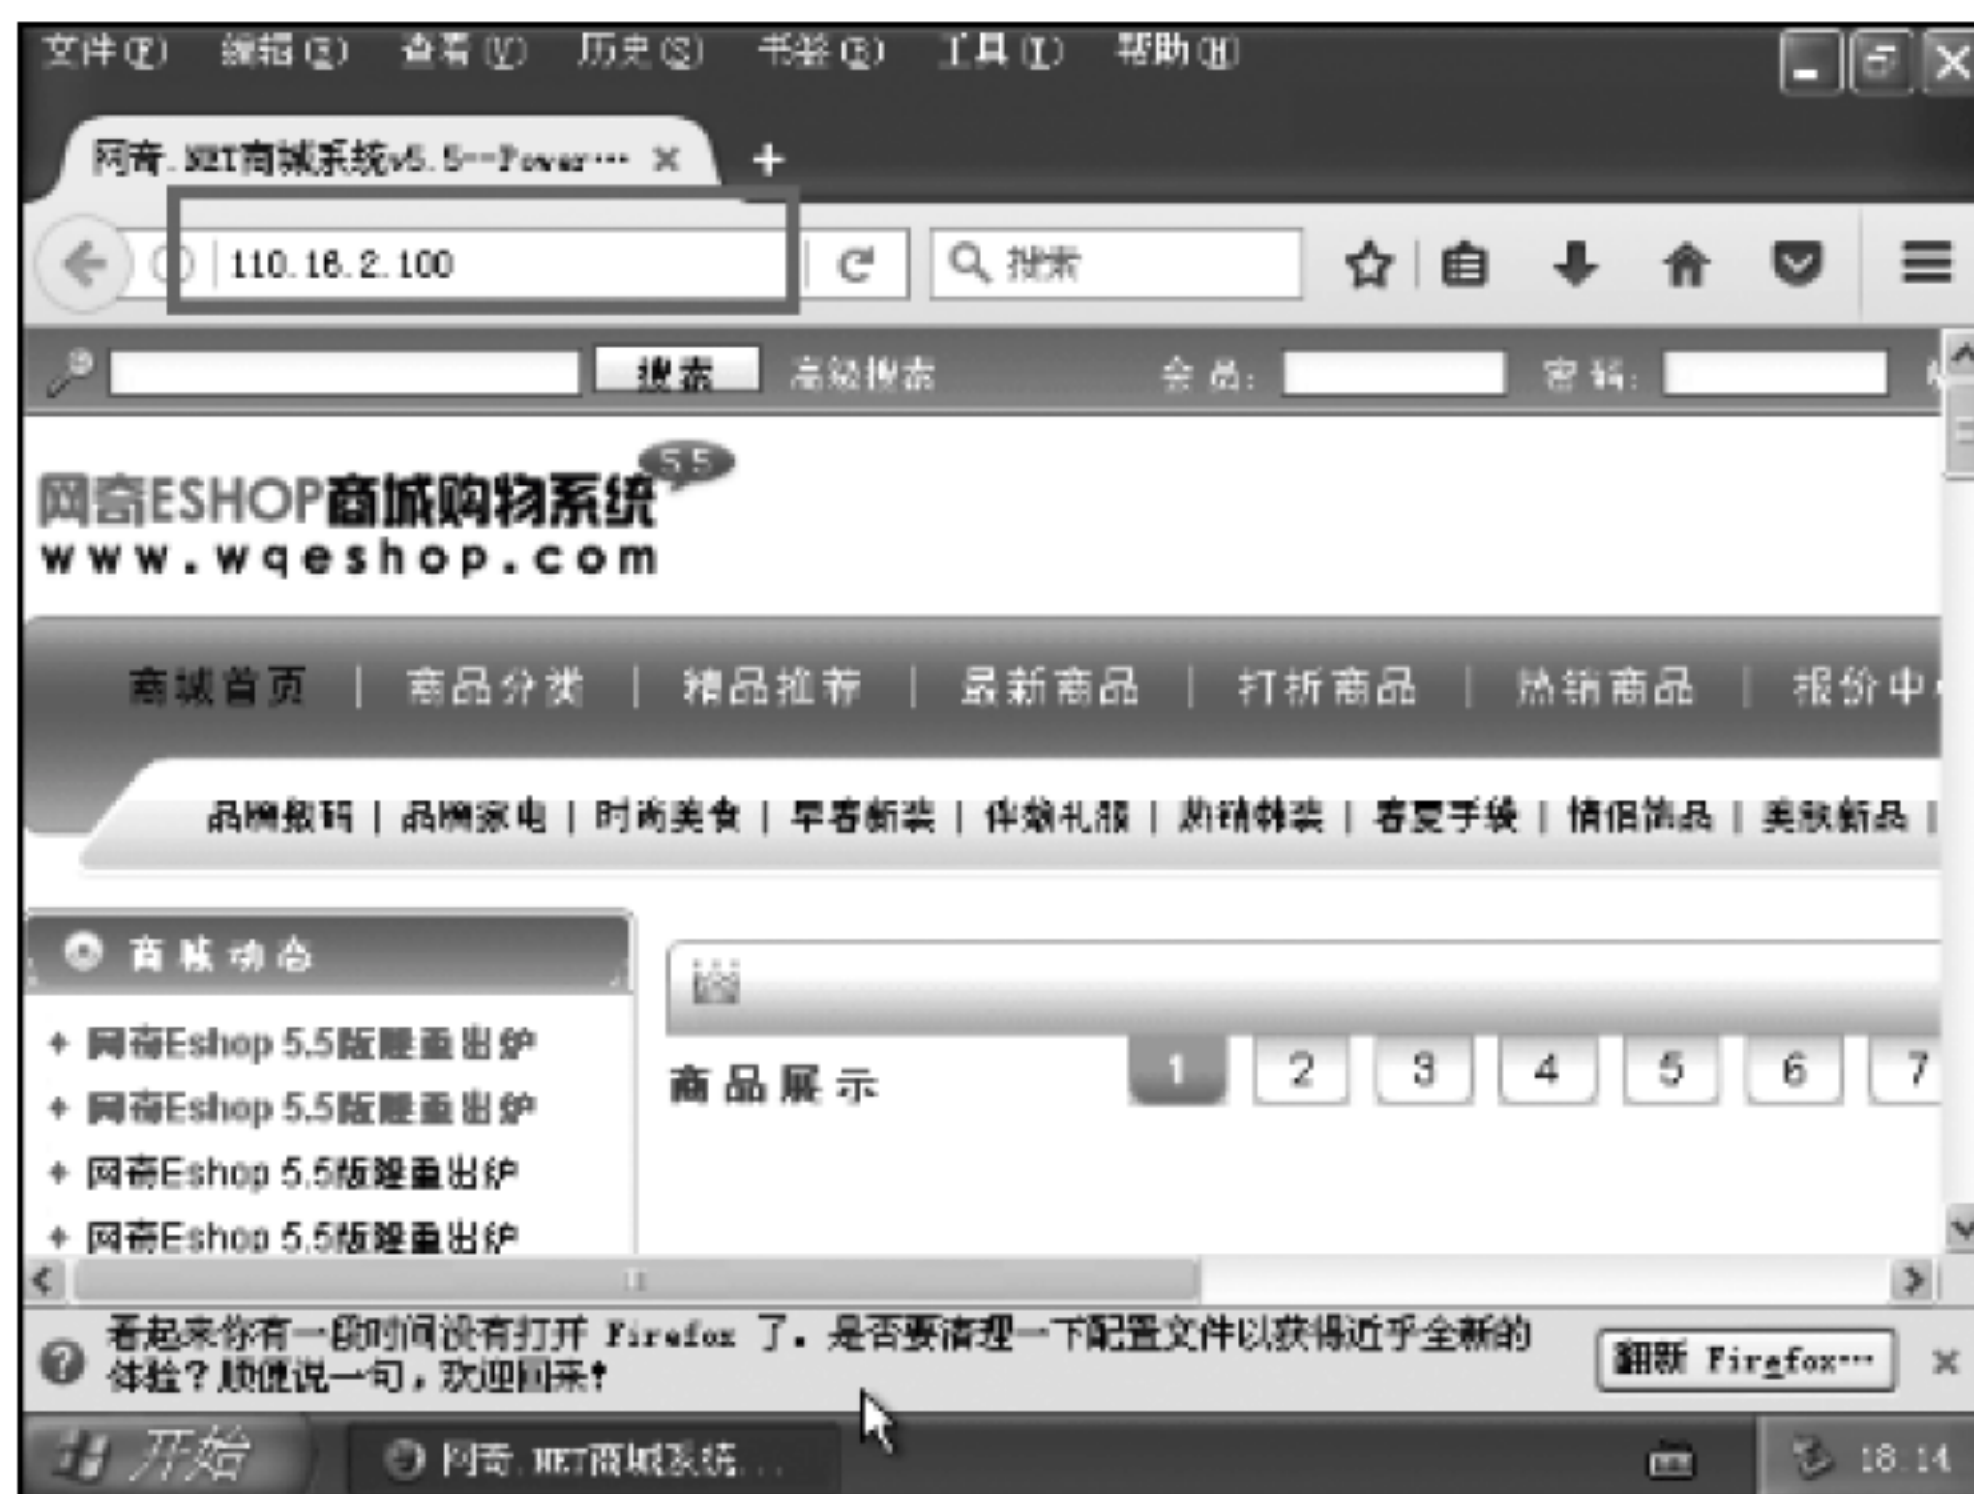 文件(F) 编辑(E) 查看(V) 历史(S) 书签(B) 工具(T) 帮助(H)
网奇.NET商城系统v5.5--Power… × +
110.16.2.100 搜索
搜索 高级搜索 会员: 密码:
5.5
网奇ESHOP商城购物系统
www.wqeshop.com
商城首页 | 商品分类 | 精品推荐 | 最新商品 | 打折商品 | 热销商品 | 报价中
品牌数码 | 品牌家电 | 时尚美食 | 早春新装 | 伴娘礼服 | 热销韩装 | 春夏手袋 | 情侣饰品 | 美肤新品 |
商城动态
+ 网奇Eshop 5.5版隆重出炉
+ 网奇Eshop 5.5版隆重出炉
+ 网奇Eshop 5.5版隆重出炉
+ 网奇Eshop 5.5版隆重出炉
商品展示 1 2 3 4 5 6 7
看起来你有一段时间没有打开 Firefox 了。是否要清理一下配置文件以获得近乎全新的
体验？顺便说一句，欢迎回来！
翻新 Firefox… ×
开始 网奇.NET商城系统... 18:14